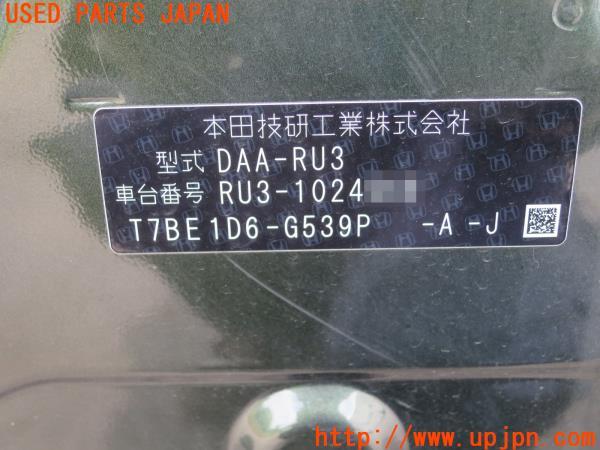 USED PARTS JAPAN
本田技研工業株式会社
型式 DAA-RU3
車台番号 RU3-1024
T7BE1D6-G539P -A -J
http://www.upjpn.com/